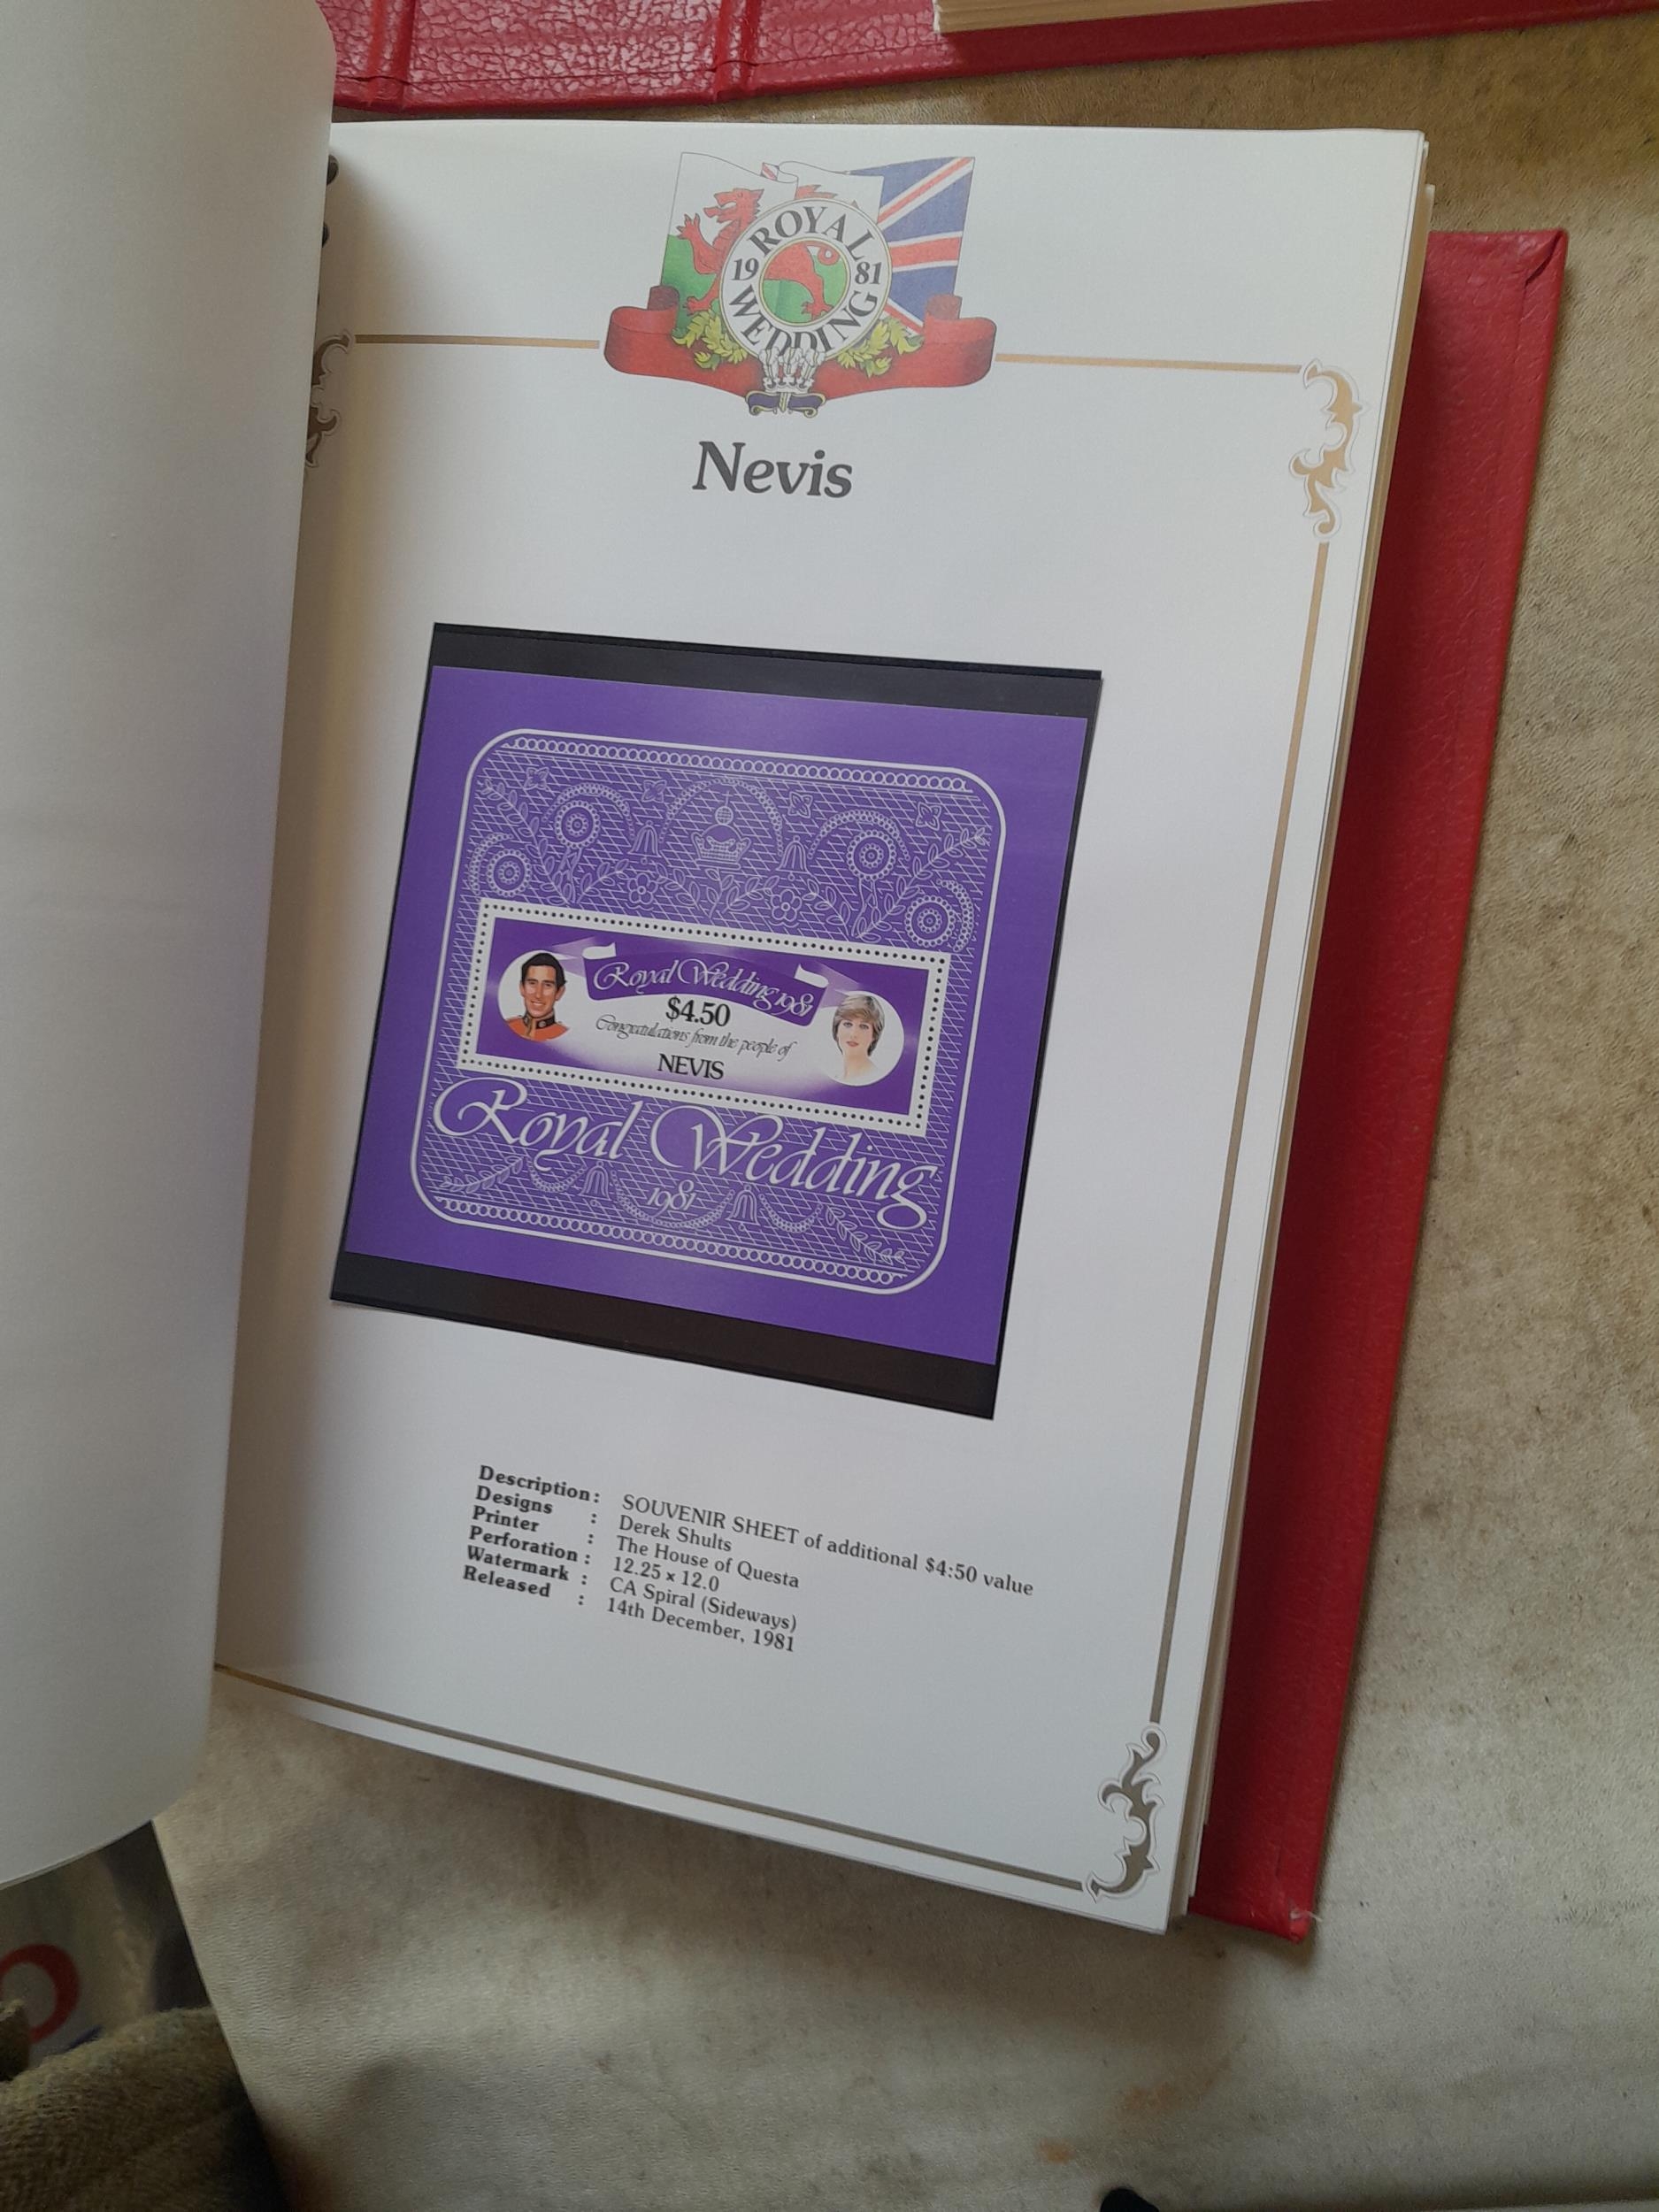 ROYAL
19 81
WEDDING
Nevis
Royal Wedding 1981
$4.50
Congratulations from the people of
NEVIS
Royal Wedding
1981
Description : SOUVENIR SHEET of additional $4:50 value
Designs : Derek Shults
Printer : The House of Questa
Perforation : 12.25 x 12.0
Watermark : CA Spiral (Sideways)
Released : 14th December, 1981